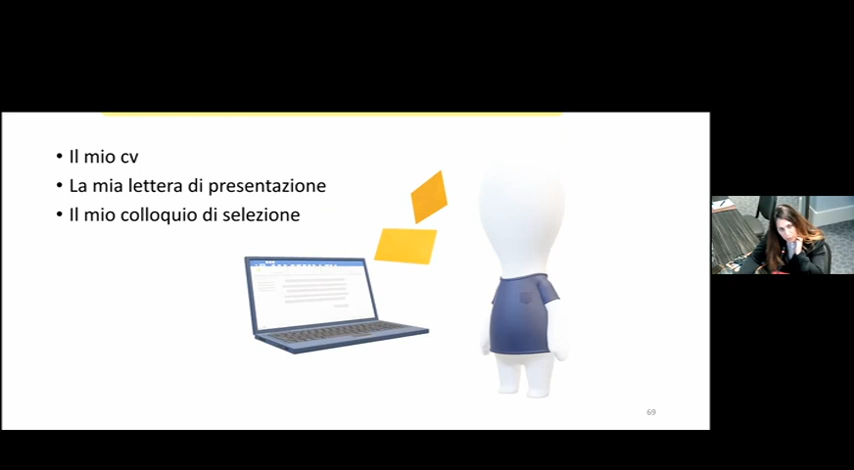 • Il mio cv
• La mia lettera di presentazione
• Il mio colloquio di selezione
69